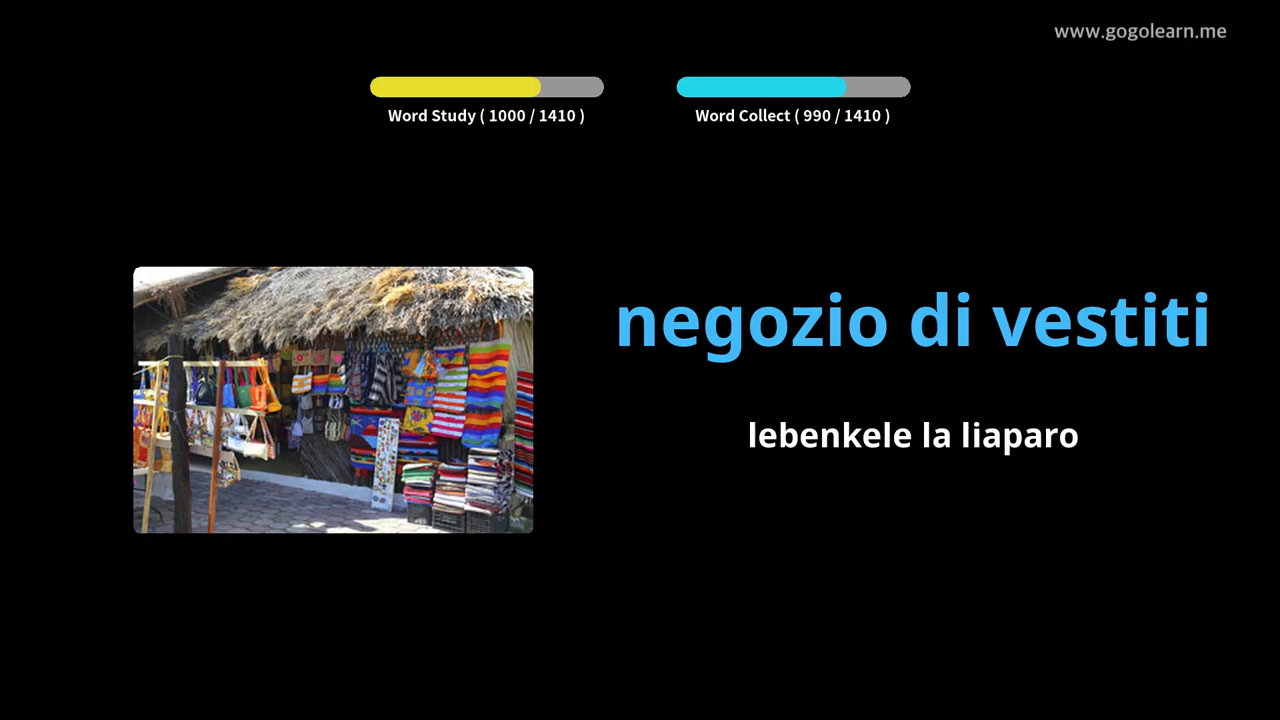 www.gogolearn.me
Word Study ( 1000 / 1410 )
Word Collect ( 990 / 1410 )
negozio di vestiti
lebenkele la liaparo